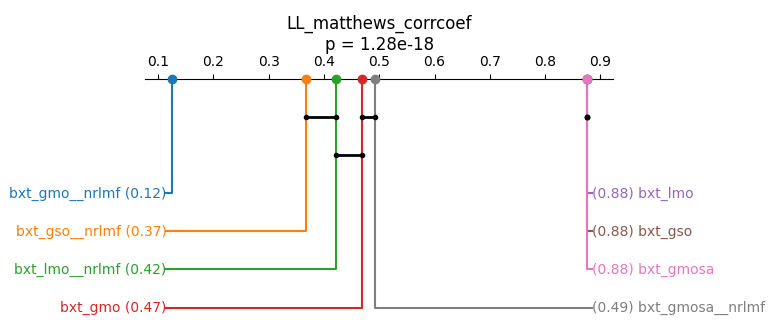 LL_matthews_corrcoef
p = 1.28e-18
0.1 0.2 0.3 0.4 0.5 0.6 0.7 0.8 0.9
bxt_gmo__nrlmf (0.12) (0.88) bxt_lmo
bxt_gso__nrlmf (0.37) (0.88) bxt_gso
bxt_lmo__nrlmf (0.42) (0.88) bxt_gmosa
bxt_gmo (0.47) (0.49) bxt_gmosa__nrlmf